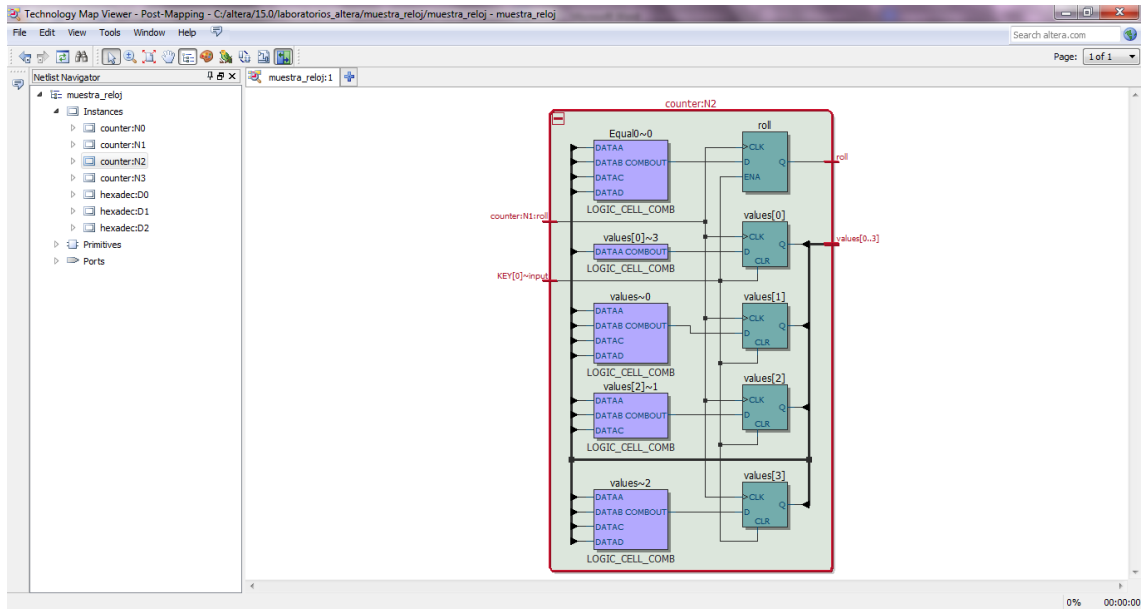 Technology Map Viewer - Post-Mapping - C:/altera/15.0/laboratorios_altera/muestra_reloj/muestra_reloj - muestra_reloj
File Edit View Tools Window Help
Search altera.com
Page: 1 of 1
Netlist Navigator
muestra_reloj:1
muestra_reloj
Instances
counter:N0
counter:N1
counter:N2
counter:N3
hexadec:D0
hexadec:D1
hexadec:D2
Primitives
Ports
counter:N2
Equal0~0
DATAA
DATAB COMBOUT
DATAC
DATAD
LOGIC_CELL_COMB
roll
>CLK
D Q
ENA
roll
counter:N1:roll
values[0]~3
DATAA COMBOUT
LOGIC_CELL_COMB
values[0]
>CLK
D Q
CLR
values[0..3]
KEY[0]~input
values~0
DATAA
DATAB COMBOUT
DATAC
DATAD
LOGIC_CELL_COMB
values[1]
>CLK
D Q
CLR
values[2]~1
DATAA
DATAB COMBOUT
DATAC
LOGIC_CELL_COMB
values[2]
>CLK
D Q
CLR
values~2
DATAA
DATAB COMBOUT
DATAC
DATAD
LOGIC_CELL_COMB
values[3]
>CLK
D Q
CLR
0% 00:00:00